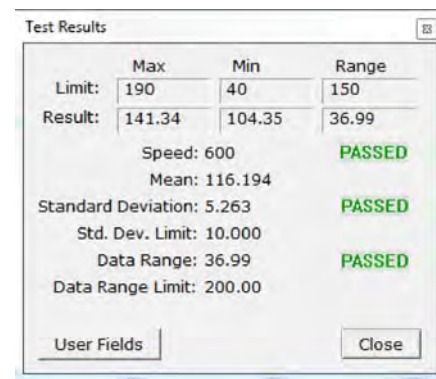 Test Results
Max Min Range
Limit: 190 40 150
Result: 141.34 104.35 36.99
Speed: 600 PASSED
Mean: 116.194
Standard Deviation: 5.263 PASSED
Std. Dev. Limit: 10.000
Data Range: 36.99 PASSED
Data Range Limit: 200.00
User Fields Close